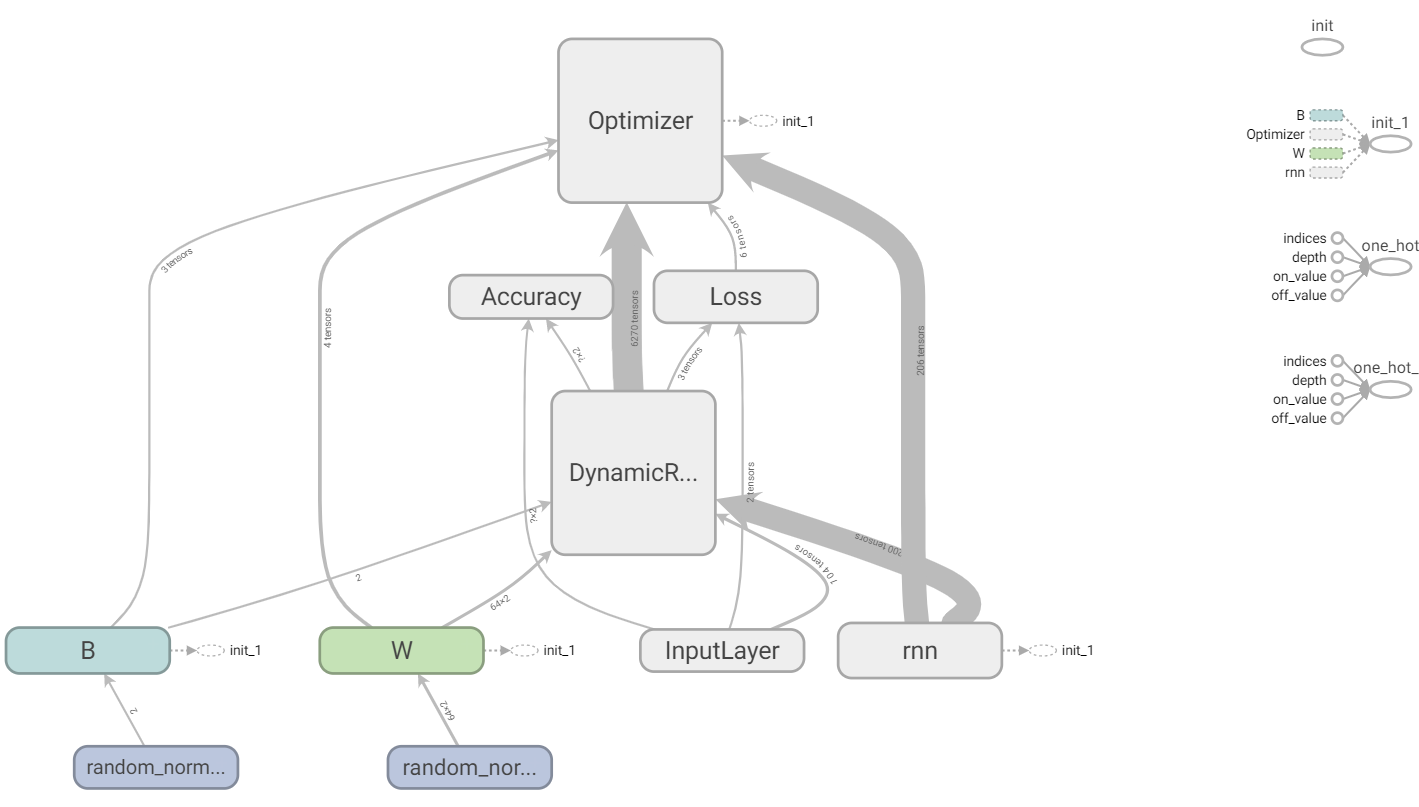 init
Optimizer
init_1
B
Optimizer
W
rnn
init_1
3 tensors
6 tensors
indices
depth
on_value
off_value
one_hot
Accuracy
Loss
4 tensors
6270 tensors
206 tensors
?×2
3 tensors
indices
depth
on_value
off_value
one_hot_
DynamicR...
2 tensors
?×2
200 tensors
104 tensors
2
64×2
B
init_1
W
init_1
InputLayer
rnn
init_1
2
64×2
random_norm...
random_nor...